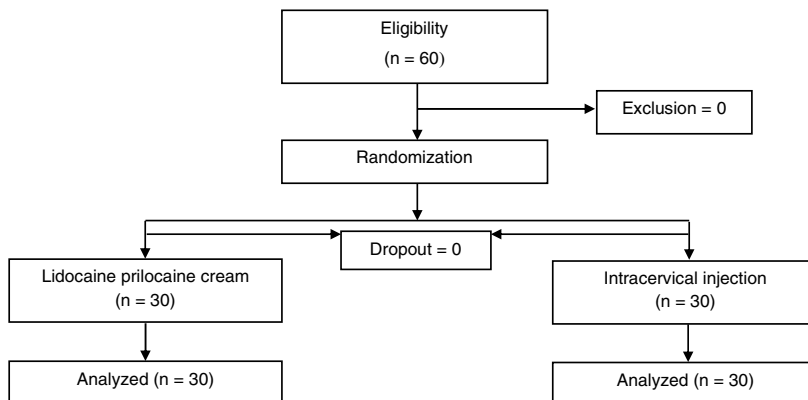 Eligibility
(n = 60)
Exclusion = 0
Randomization
Dropout = 0
Lidocaine prilocaine cream
(n = 30)
Intracervical injection
(n = 30)
Analyzed (n = 30)
Analyzed (n = 30)